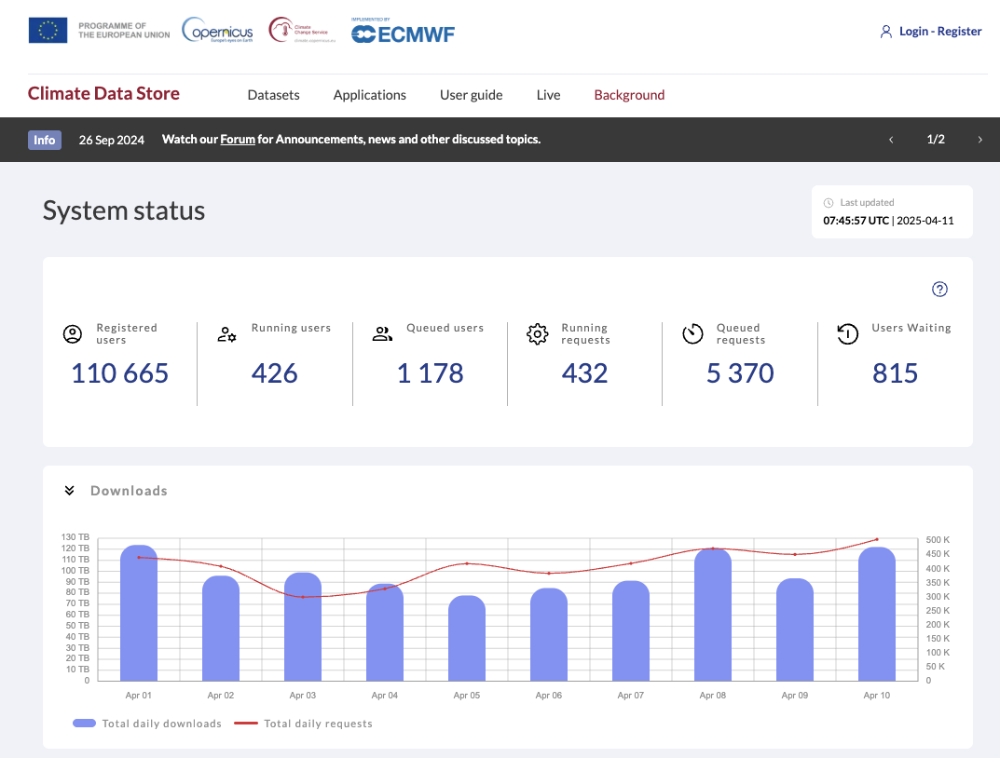 PROGRAMME OF
THE EUROPEAN UNION
opernicus
Europe's eyes on Earth
Climate
Change Service
climate.copernicus.eu
IMPLEMENTED BY
ECMWF
Login - Register
Climate Data Store
Datasets
Applications
User guide
Live
Background
Info
26 Sep 2024
Watch our Forum for Announcements, news and other discussed topics.
1/2
System status
Last updated
07:45:57 UTC | 2025-04-11
Registered
users
110 665
Running users
426
Queued users
1 178
Running
requests
432
Queued
requests
5 370
Users Waiting
815
Downloads
130 TB
120 TB
110 TB
100 TB
90 TB
80 TB
70 TB
60 TB
50 TB
40 TB
30 TB
20 TB
10 TB
0
500 K
450 K
400 K
350 K
300 K
250 K
200 K
150 K
100 K
50 K
0
Apr 01
Apr 02
Apr 03
Apr 04
Apr 05
Apr 06
Apr 07
Apr 08
Apr 09
Apr 10
Total daily downloads
Total daily requests